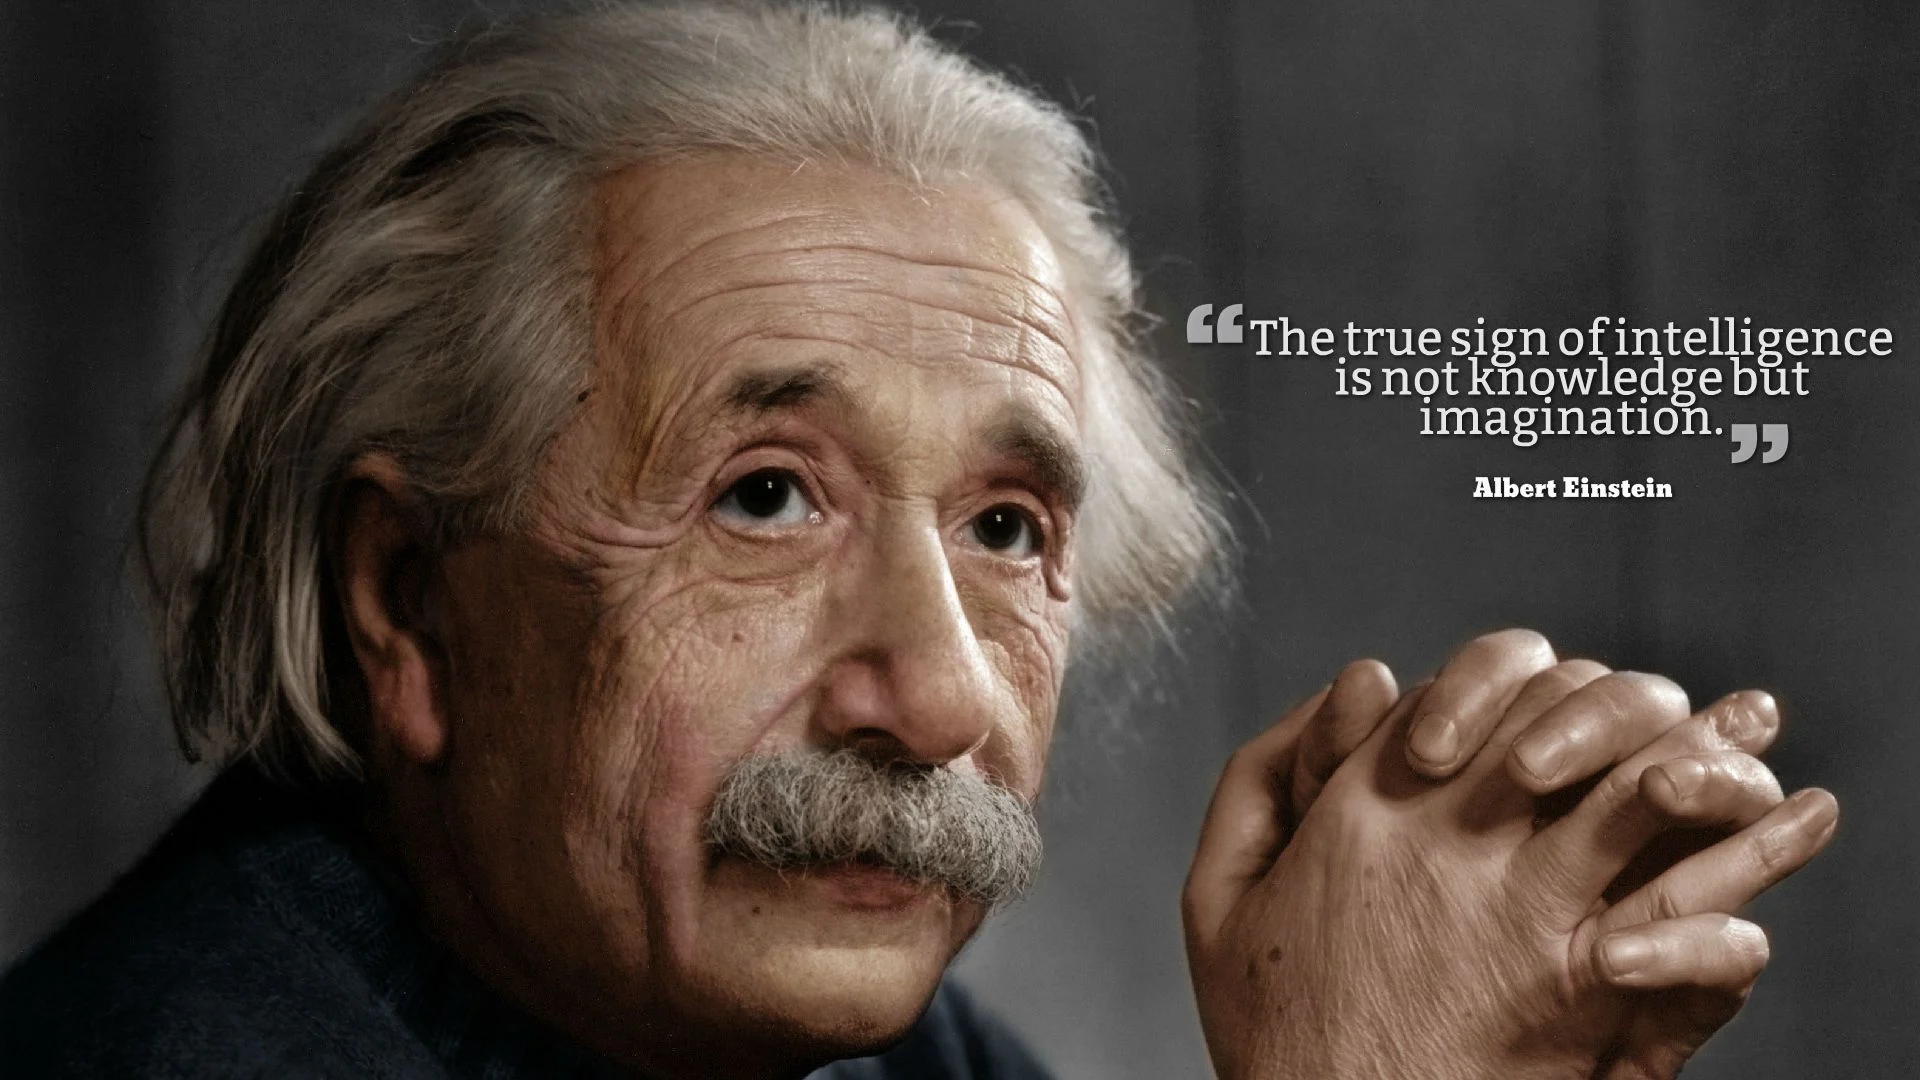 “The true sign of intelligence
is not knowledge but
imagination.”
Albert Einstein